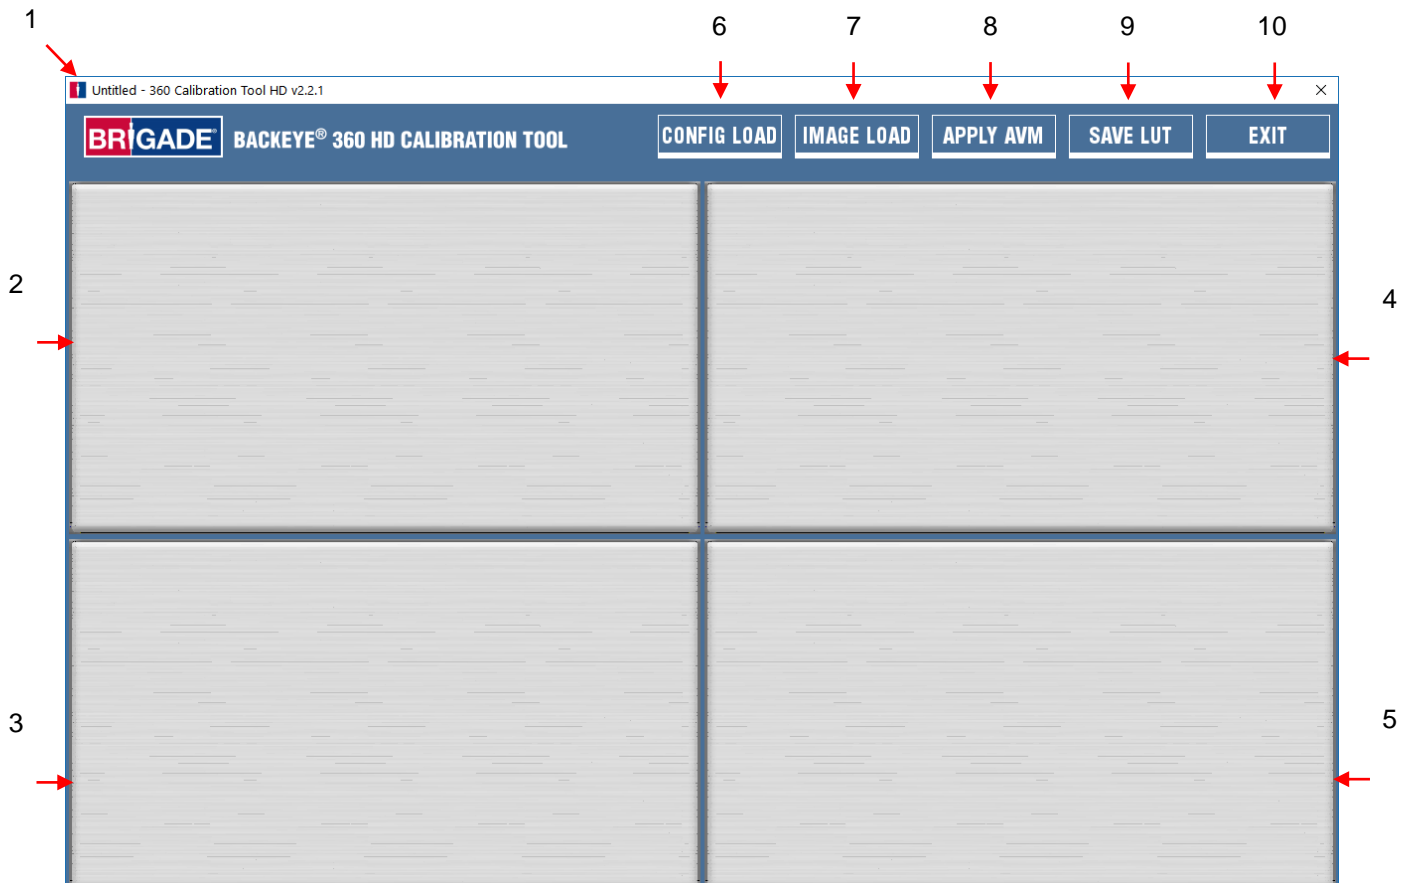 1
6
7
8
9
10
Untitled - 360 Calibration Tool HD v2.2.1
BRIGADE® BACKEYE® 360 HD CALIBRATION TOOL
CONFIG LOAD
IMAGE LOAD
APPLY AVM
SAVE LUT
EXIT
2
4
3
5